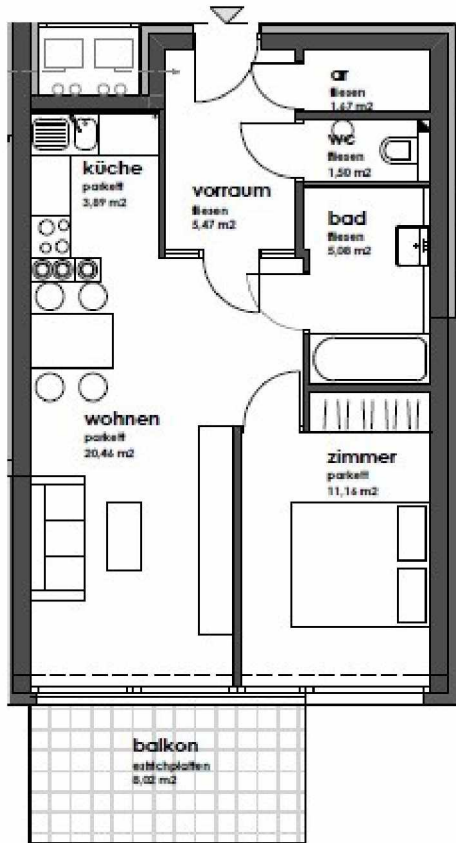 ar
fliesen
1,67 m2
wc
fliesen
1,50 m2
küche
parkett
3,89 m2
vorraum
fliesen
5,47 m2
bad
fliesen
5,08 m2
wohnen
parkett
20,46 m2
zimmer
parkett
11,16 m2
balkon
estrichplatten
8,02 m2